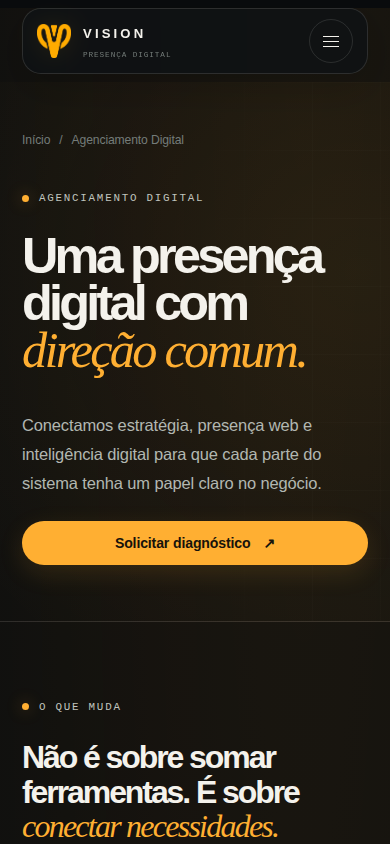 VISION
PRESENÇA DIGITAL
Início / Agenciamento Digital
AGENCIAMENTO DIGITAL
Uma presença
digital com
direção comum.
Conectamos estratégia, presença web e
inteligência digital para que cada parte do
sistema tenha um papel claro no negócio.
Solicitar diagnóstico ↗
O QUE MUDA
Não é sobre somar
ferramentas. É sobre
conectar necessidades.